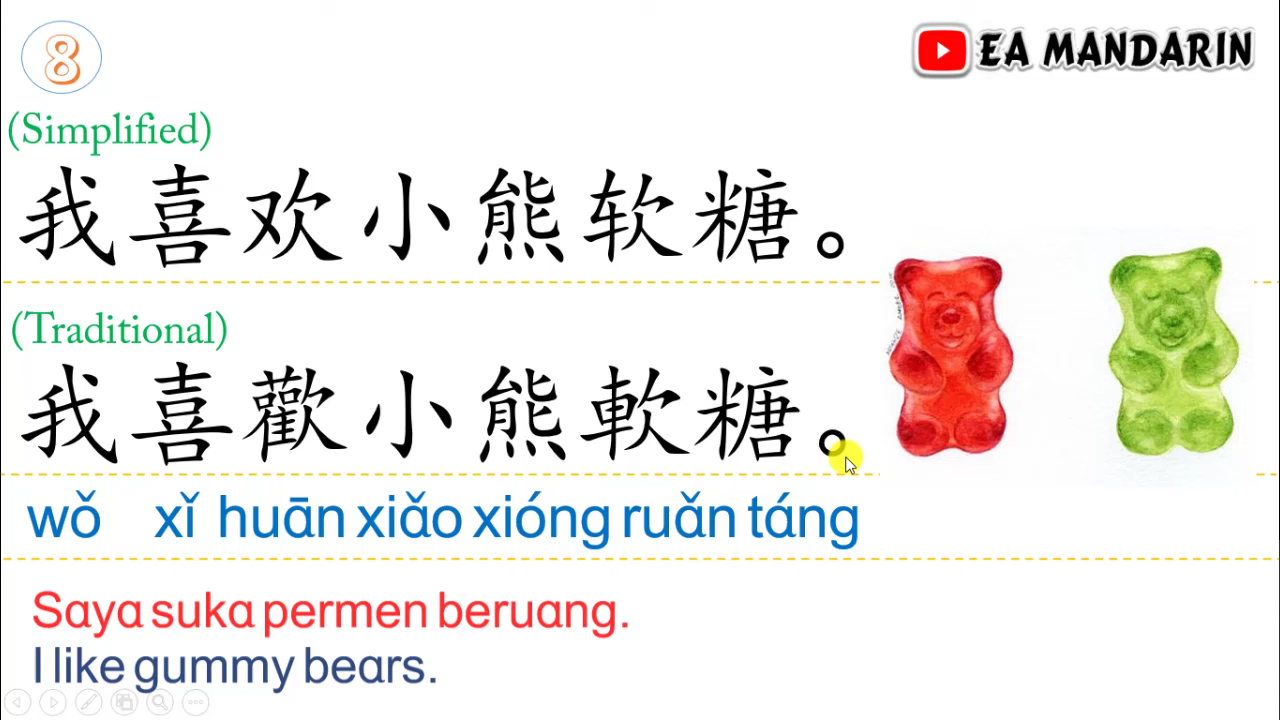 8
EA MANDARIN
(Simplified)
我喜欢小熊软糖。
(Traditional)
我喜歡小熊軟糖。
wǒ xǐ huān xiǎo xióng ruǎn táng
Saya suka permen beruang.
I like gummy bears.